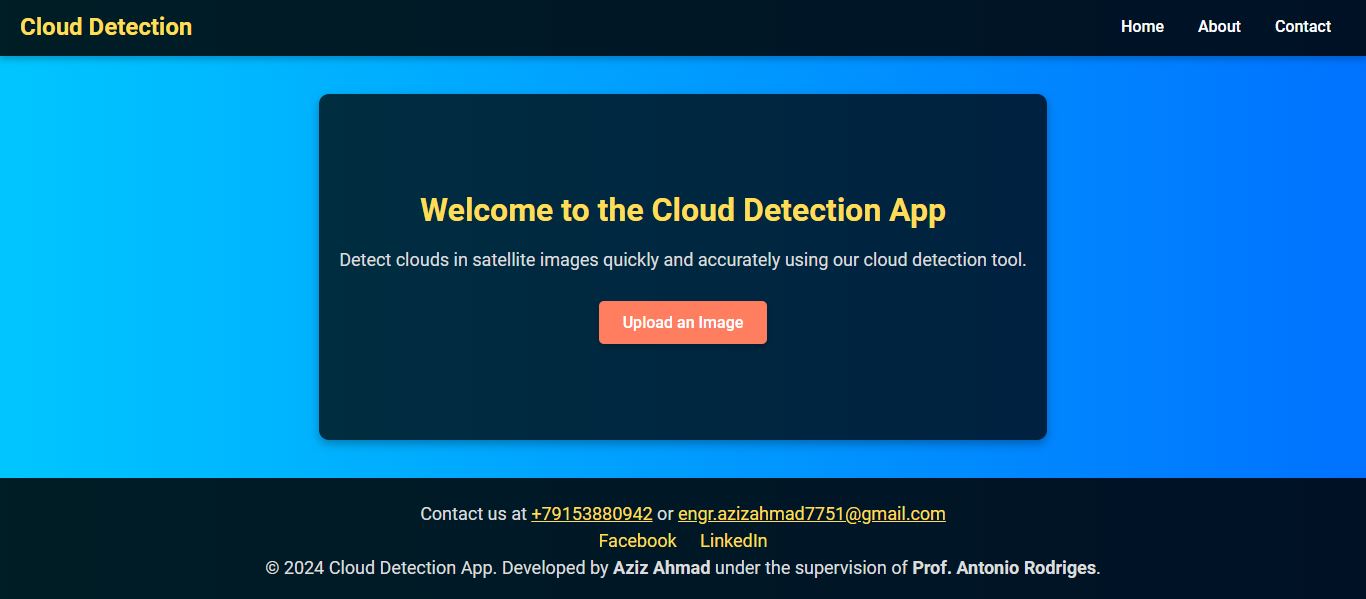 Cloud Detection
Home About Contact
Welcome to the Cloud Detection App
Detect clouds in satellite images quickly and accurately using our cloud detection tool.
Upload an Image
Contact us at +79153880942 or engr.azizahmad7751@gmail.com
Facebook LinkedIn
© 2024 Cloud Detection App. Developed by Aziz Ahmad under the supervision of Prof. Antonio Rodriges.